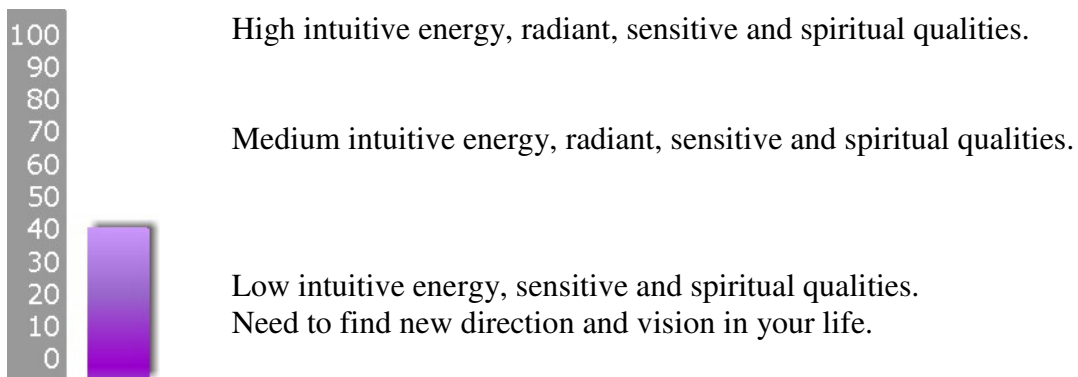 100
90
80
70
60
50
40
30
20
10
0
High intuitive energy, radiant, sensitive and spiritual qualities.
Medium intuitive energy, radiant, sensitive and spiritual qualities.
Low intuitive energy, sensitive and spiritual qualities.
Need to find new direction and vision in your life.